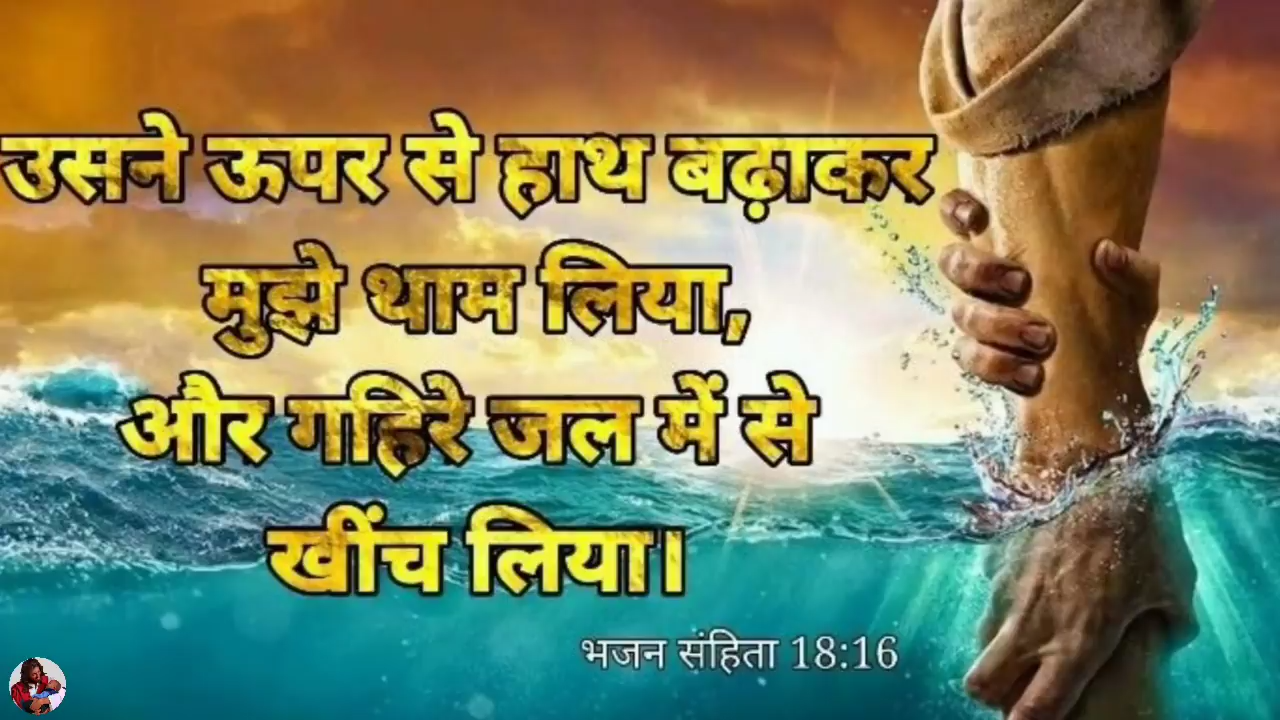 उसने ऊपर से हाथ बढ़ाकर
मुझे थाम लिया,
और गहिरे जल में से
खींच लिया।
भजन संहिता 18:16